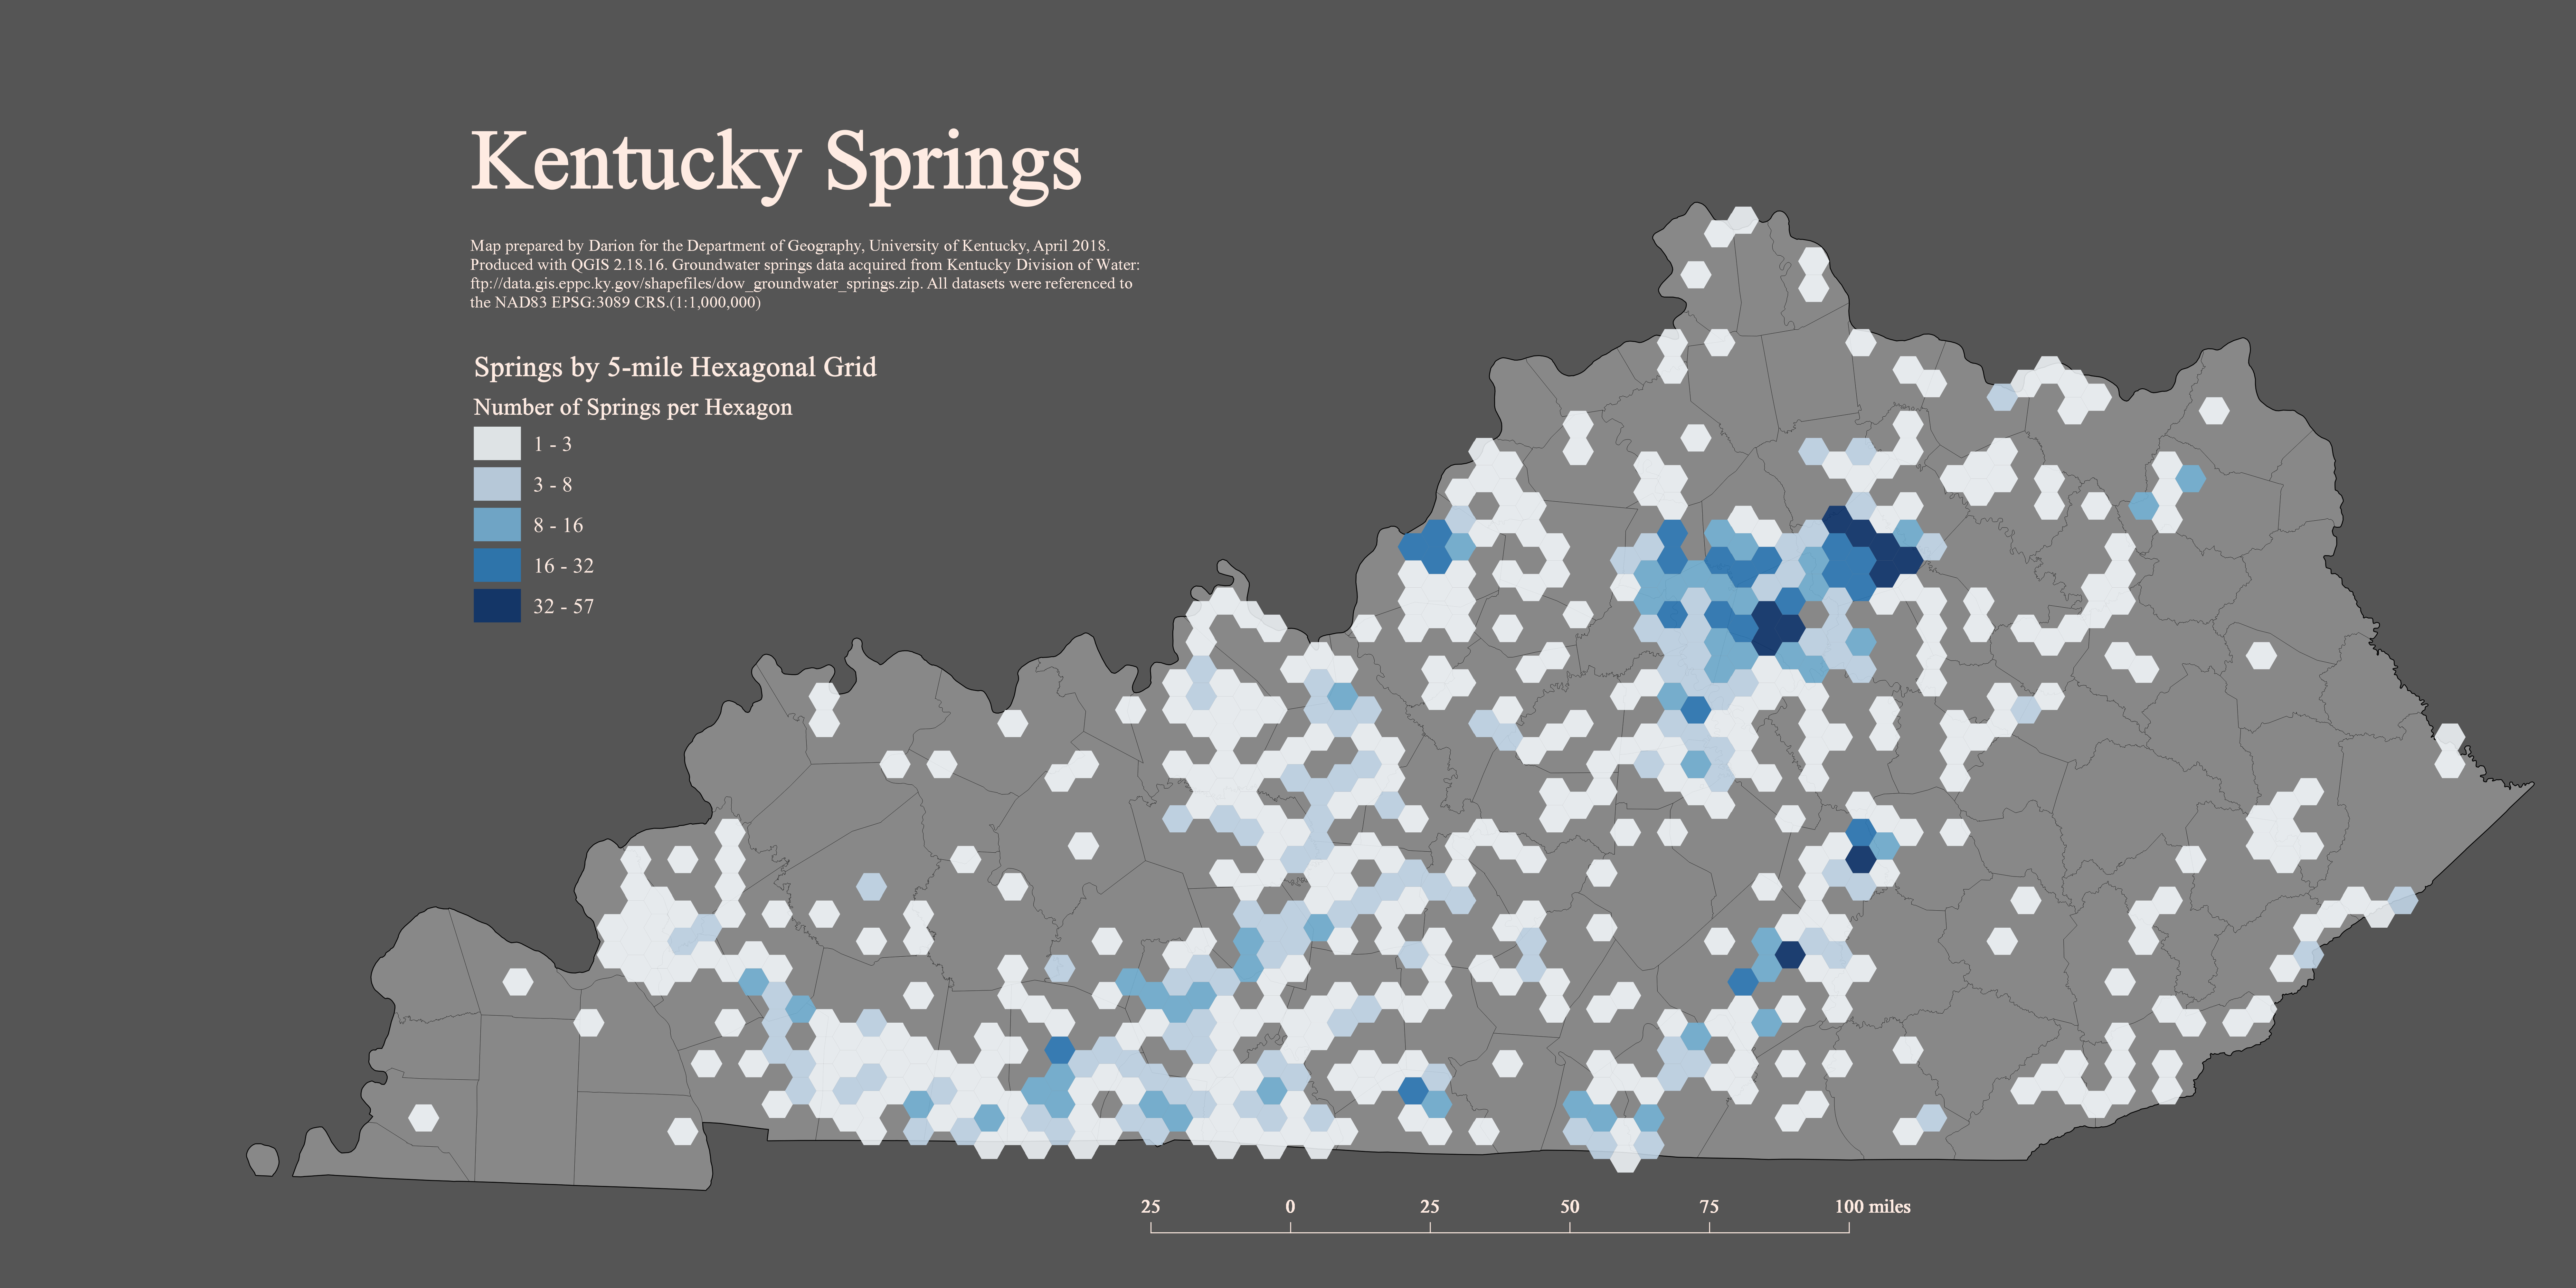 Kentucky Springs
Map prepared by Darion for the Department of Geography, University of Kentucky, April 2018.
Produced with QGIS 2.18.16. Groundwater springs data acquired from Kentucky Division of Water:
ftp://data.gis.eppc.ky.gov/shapefiles/dow_groundwater_springs.zip. All datasets were referenced to
the NAD83 EPSG:3089 CRS.(1:1,000,000)
Springs by 5-mile Hexagonal Grid
Number of Springs per Hexagon
1 - 3
3 - 8
8 - 16
16 - 32
32 - 57
25 0 25 50 75 100 miles